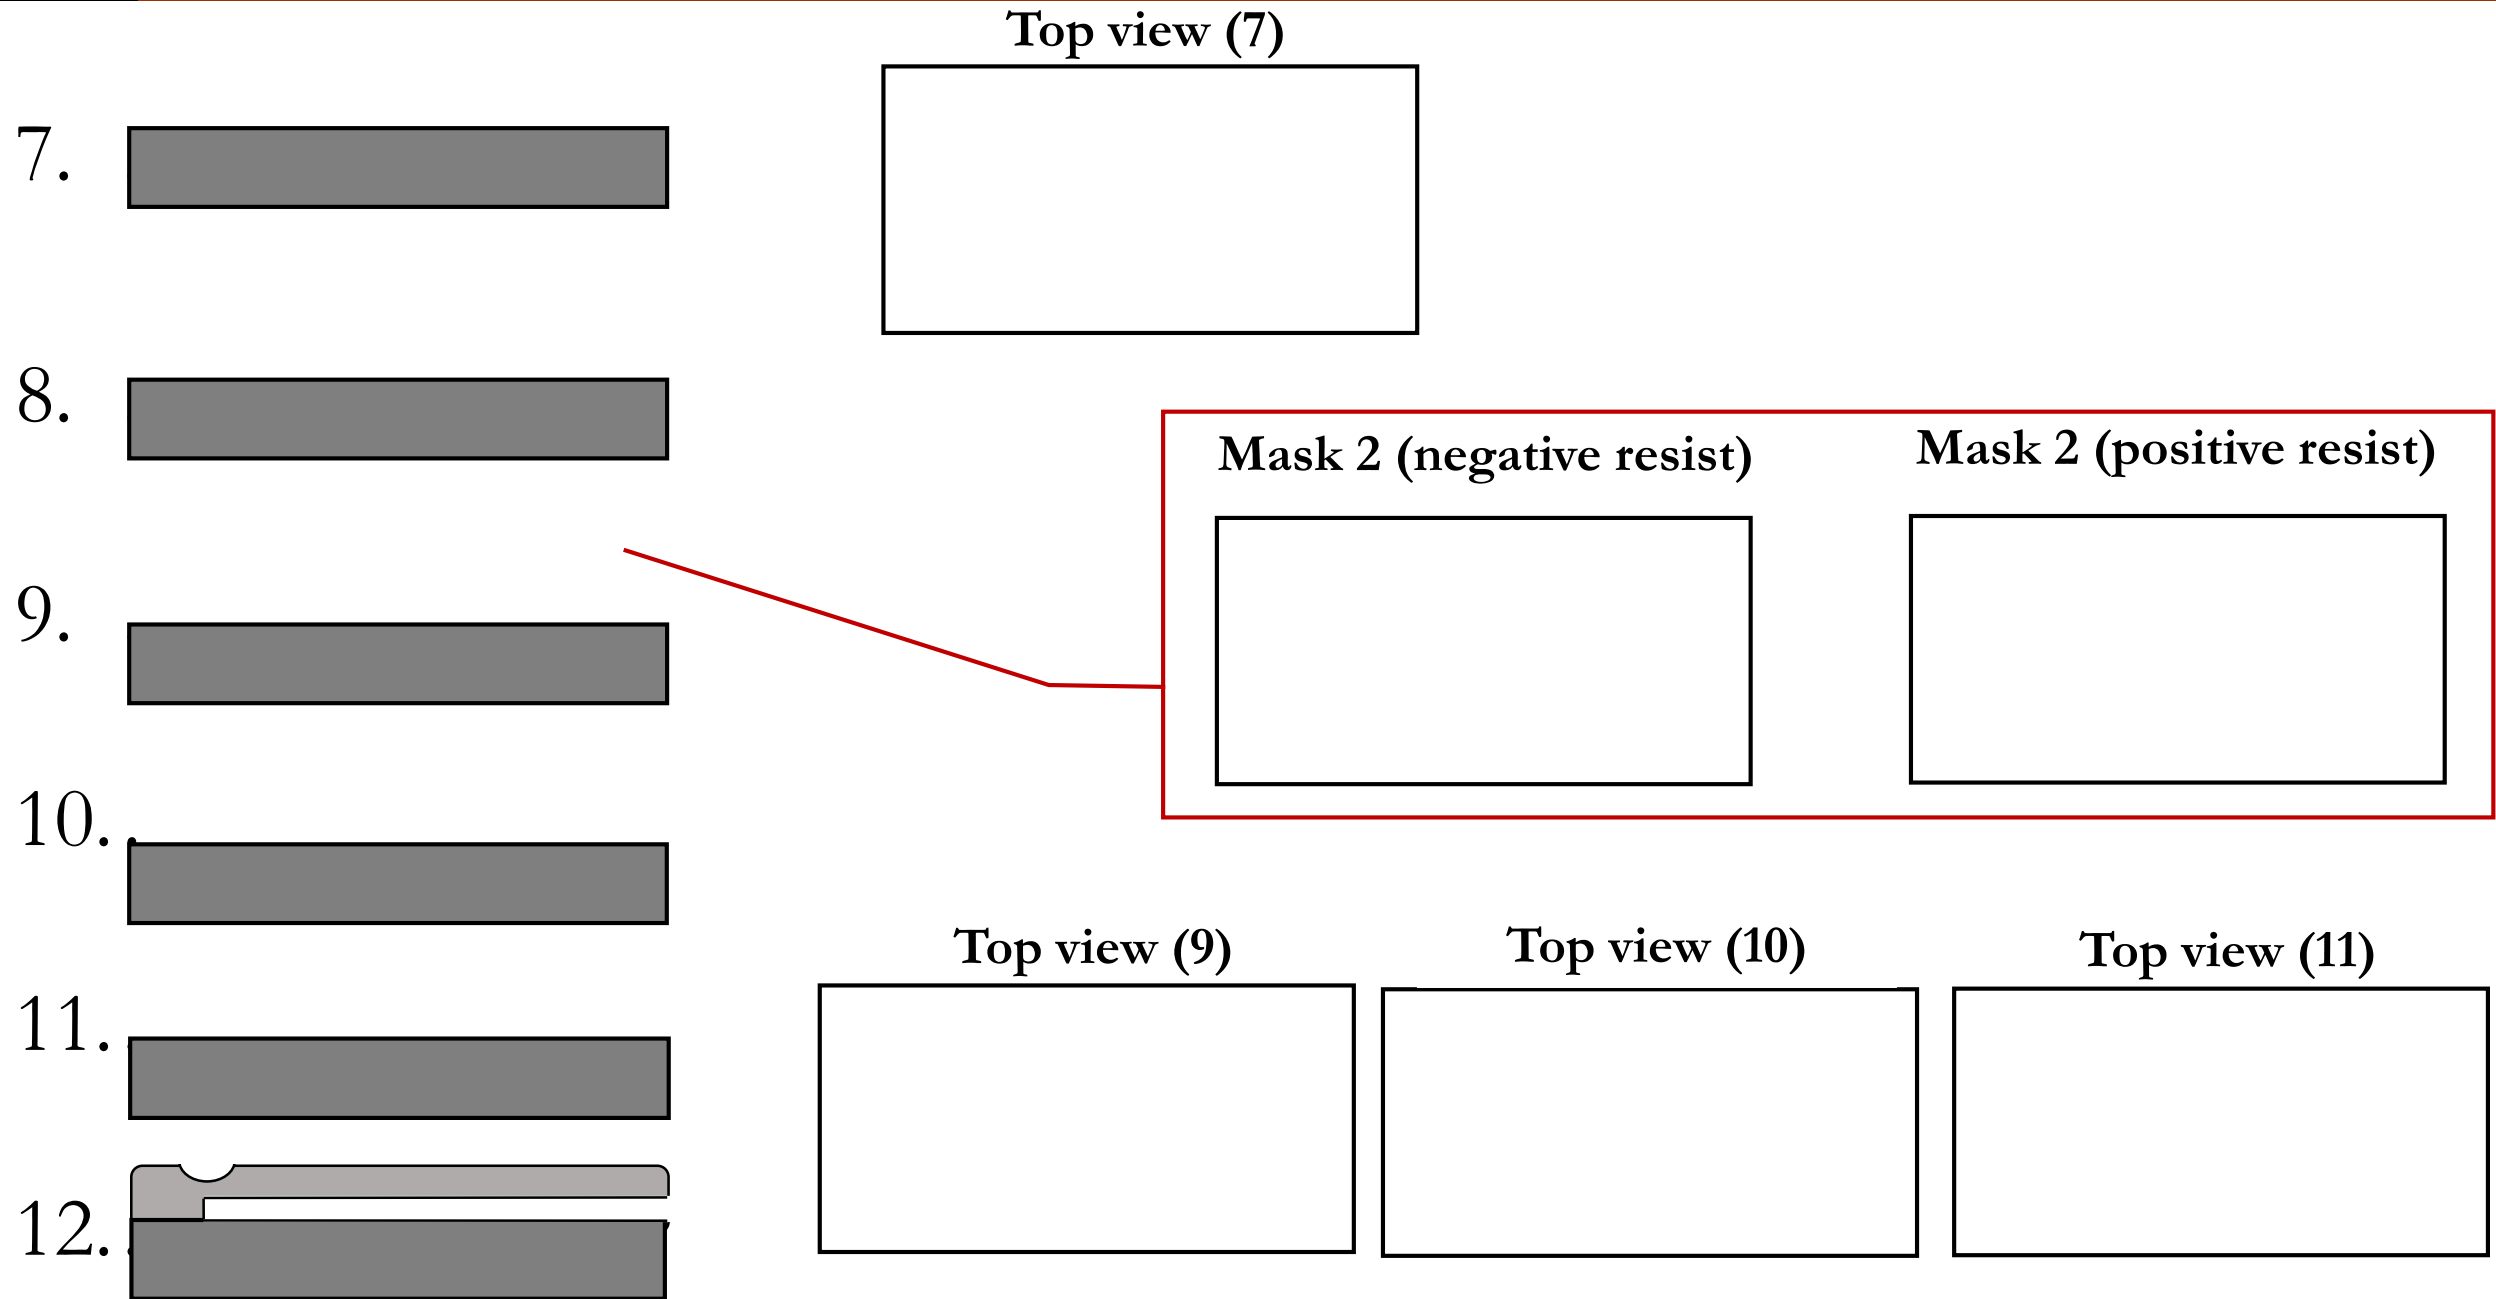 Top view (7)
7.
8.
Mask 2 (negative resist)
Mask 2 (positive resist)
9.
10.
Top view (9)
Top view (10)
Top view (11)
11.
12.